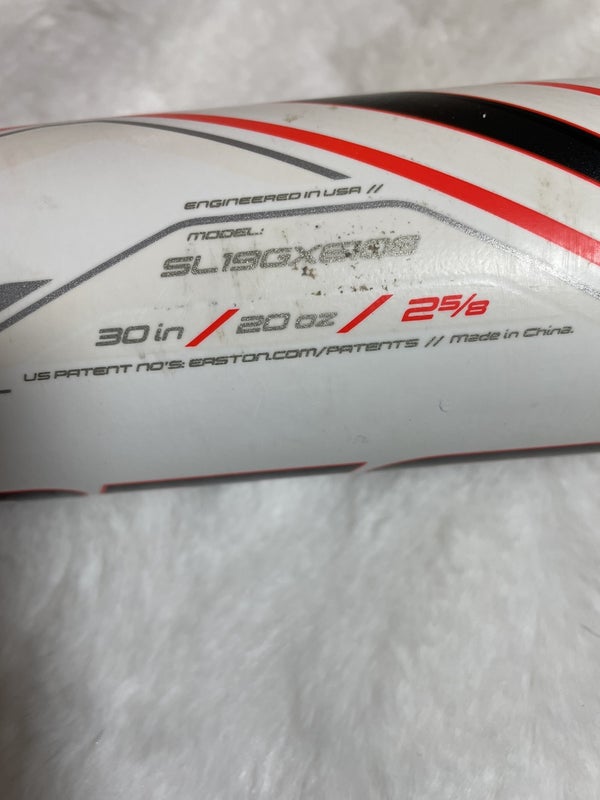 ENGINEERED IN USA //
MODEL:
30 in / 20 oz / 2 5/8
US PATENT NO'S: EASTON.COM/PATENTS // Made in China.